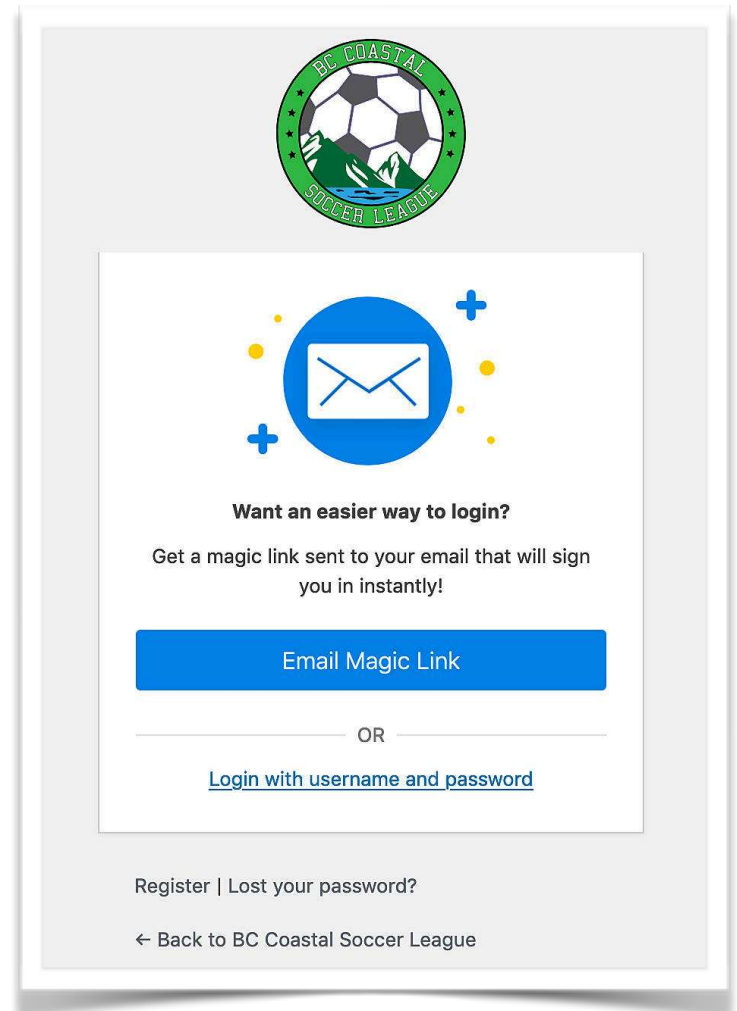 BC COASTAL
SOCCER LEAGUE
Want an easier way to login?
Get a magic link sent to your email that will sign
you in instantly!
Email Magic Link
OR
Login with username and password
Register | Lost your password?
← Back to BC Coastal Soccer League